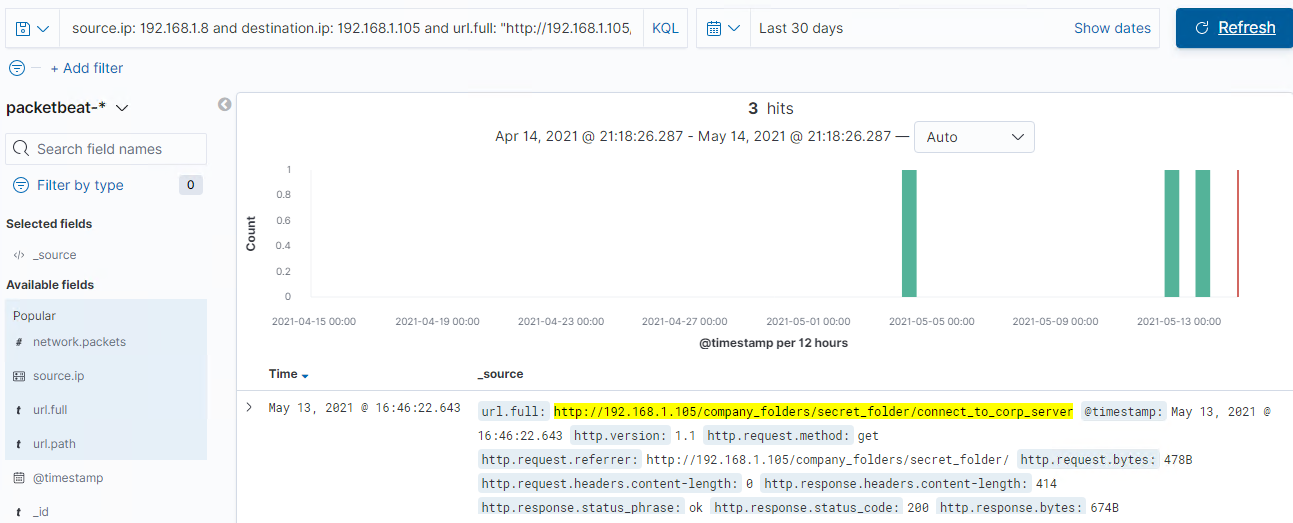 source.ip: 192.168.1.8 and destination.ip: 192.168.1.105 and url.full: "http://192.168.1.105, KQL Last 30 days Show dates Refresh
+ Add filter
packetbeat-*
Search field names
Filter by type 0
Selected fields
_source
Available fields
Popular
# network.packets
source.ip
t url.full
t url.path
@timestamp
t _id
3 hits
Apr 14, 2021 @ 21:18:26.287 - May 14, 2021 @ 21:18:26.287 — Auto
Count
1
0.8
0.6
0.4
0.2
0
2021-04-15 00:00 2021-04-19 00:00 2021-04-23 00:00 2021-04-27 00:00 2021-05-01 00:00 2021-05-05 00:00 2021-05-09 00:00 2021-05-13 00:00
@timestamp per 12 hours
Time _source
May 13, 2021 @ 16:46:22.643 url.full: http://192.168.1.105/company_folders/secret_folder/connect_to_corp_server @timestamp: May 13, 2021 @
16:46:22.643 http.version: 1.1 http.request.method: get
http.request.referrer: http://192.168.1.105/company_folders/secret_folder/ http.request.bytes: 478B
http.request.headers.content-length: 0 http.response.headers.content-length: 414
http.response.status_phrase: ok http.response.status_code: 200 http.response.bytes: 674B